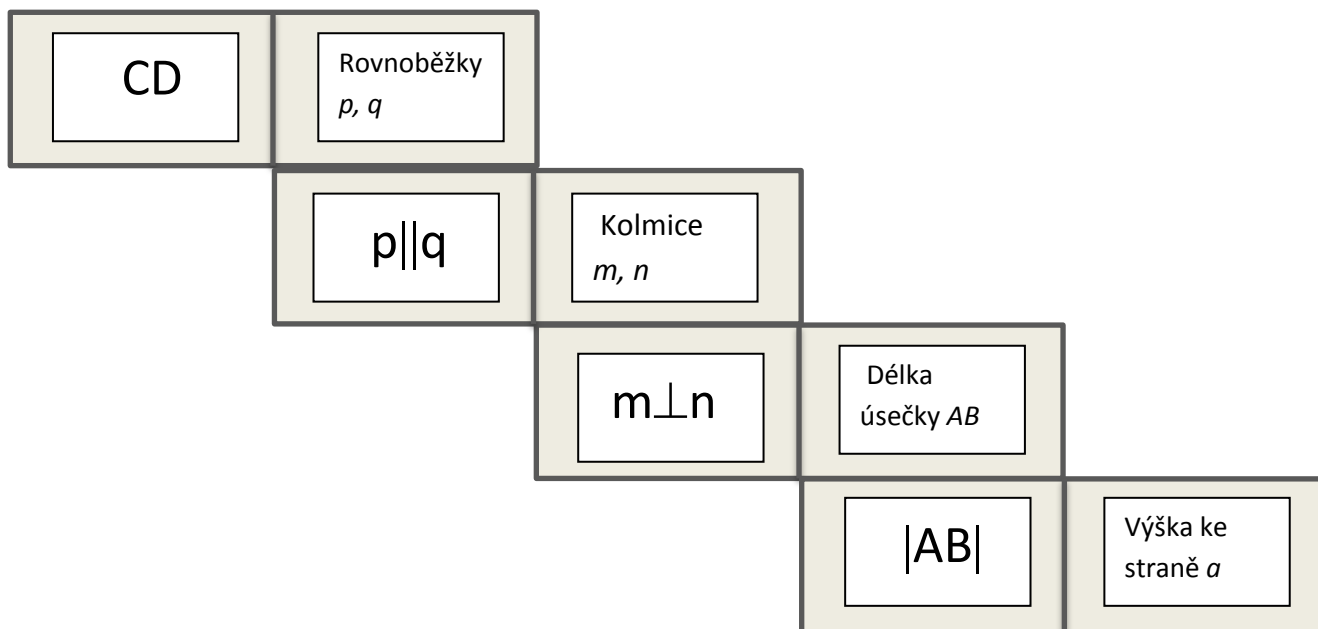 CD
Rovnoběžky
p, q
p||q
Kolmice
m, n
m⊥n
Délka
úsečky AB
|AB|
Výška ke
straně a